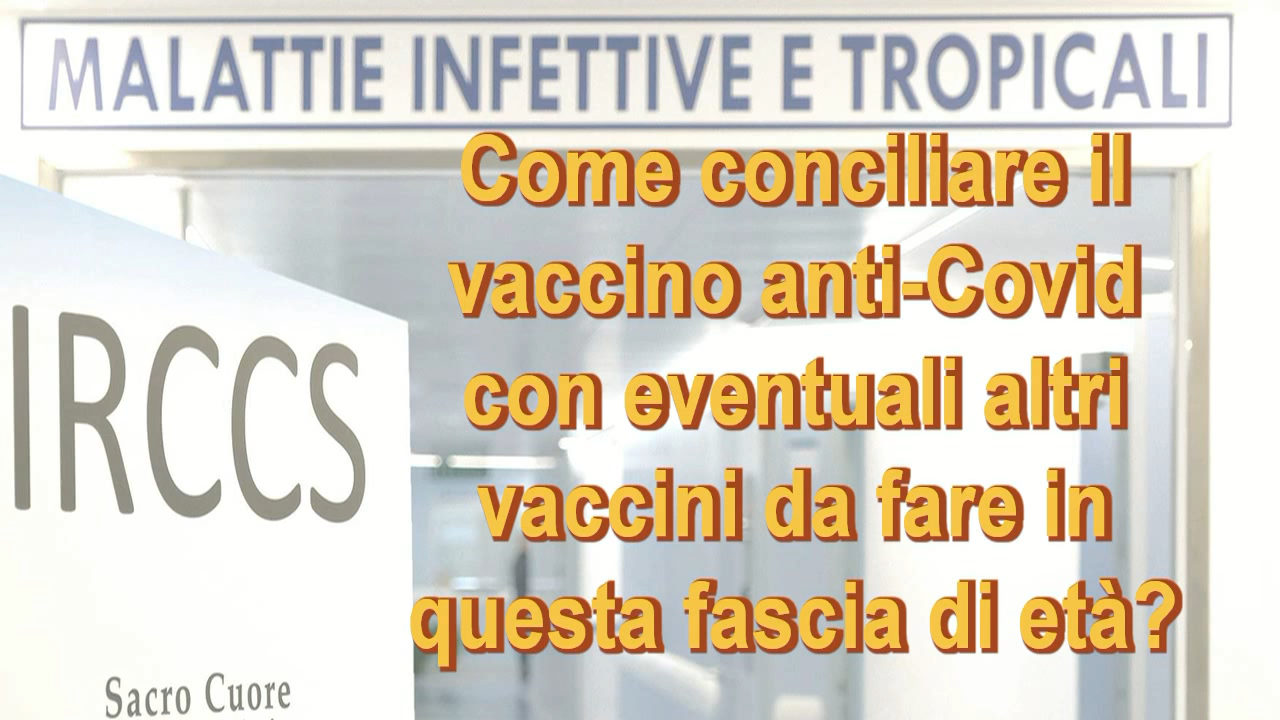 MALATTIE INFETTIVE E TROPICALI
Come conciliare il
vaccino anti-Covid
con eventuali altri
vaccini da fare in
questa fascia di età?
IRCCS
Sacro Cuore